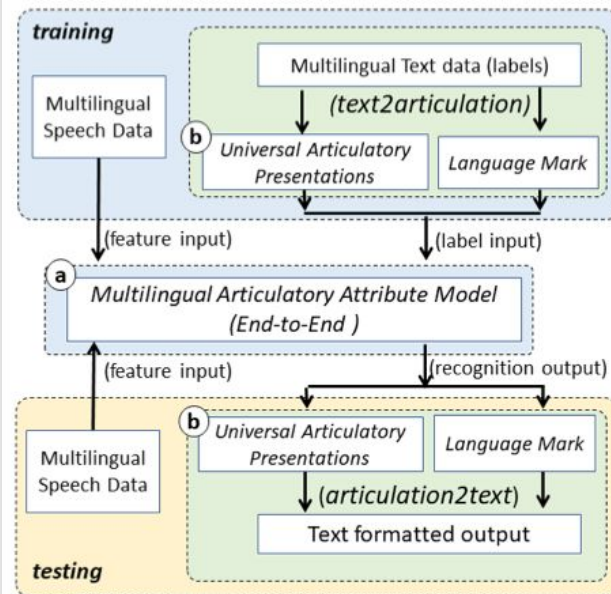 training
Multilingual Text data (labels)
(text2articulation)
Multilingual
Speech Data
b
Universal Articulatory
Presentations
Language Mark
(feature input)
(label input)
a
Multilingual Articulatory Attribute Model
(End-to-End )
(feature input)
(recognition output)
b
Universal Articulatory
Presentations
Language Mark
Multilingual
Speech Data
(articulation2text)
Text formatted output
testing